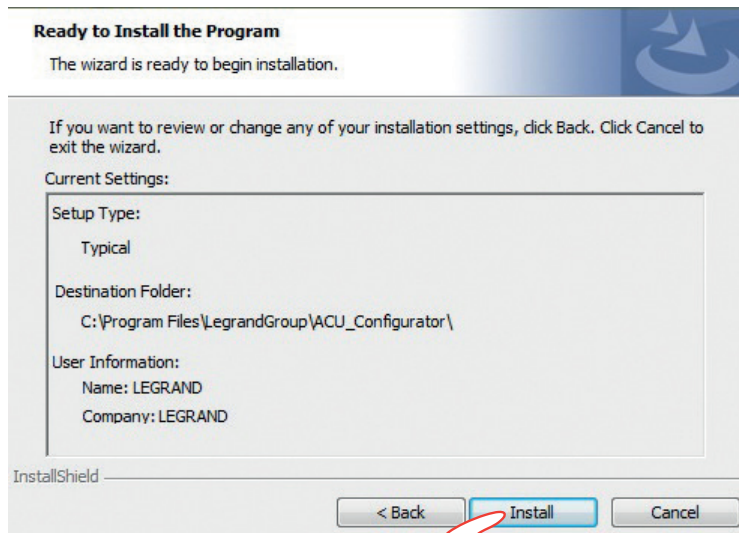 Ready to Install the Program
The wizard is ready to begin installation.
If you want to review or change any of your installation settings, click Back. Click Cancel to
exit the wizard.
Current Settings:
Setup Type:
Typical
Destination Folder:
C:\Program Files\LegrandGroup\ACU_Configurator\
User Information:
Name: LEGRAND
Company: LEGRAND
InstallShield
< Back Install Cancel